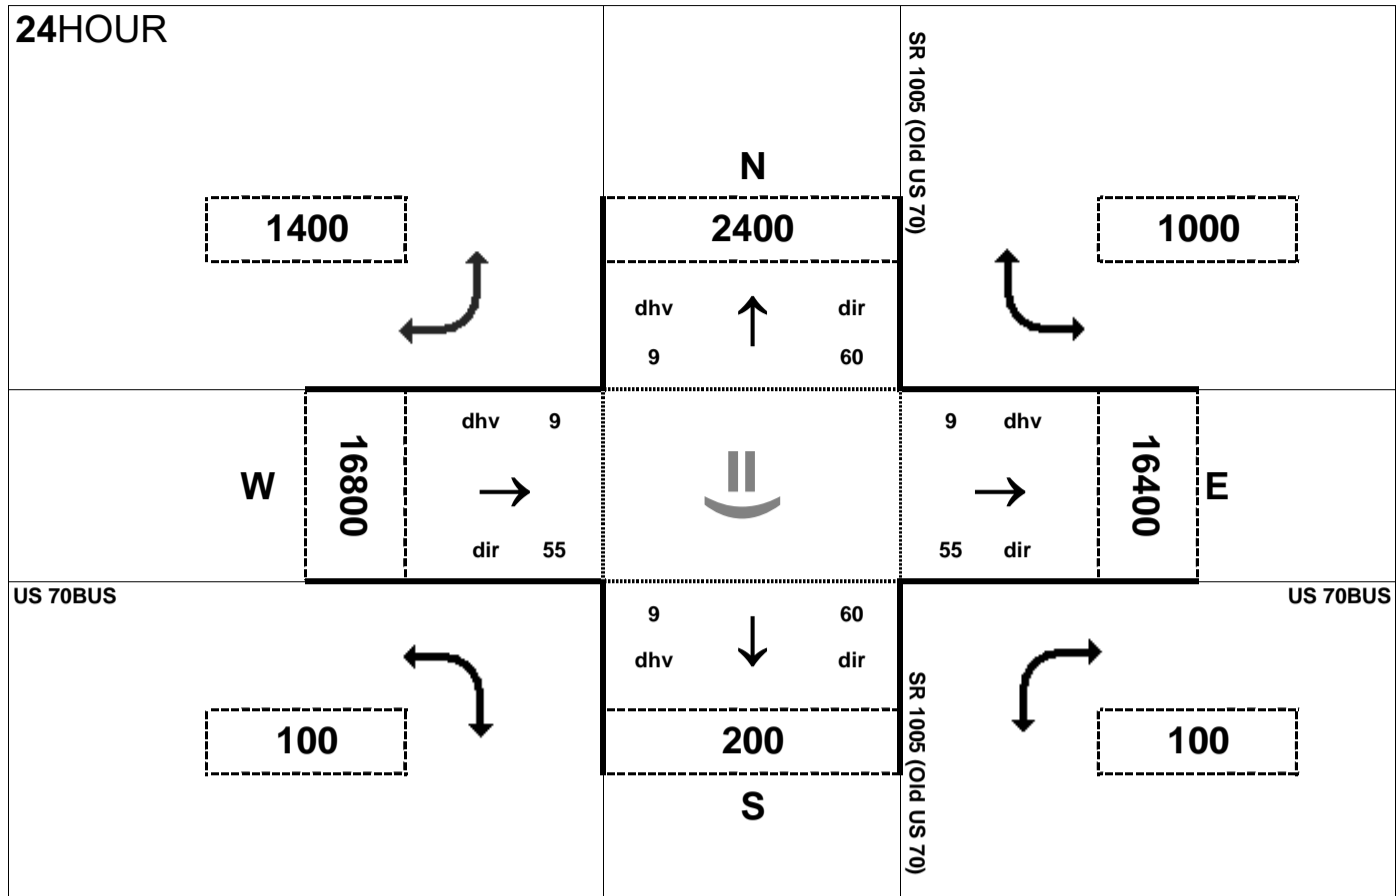 24HOUR
SR 1005 (Old US 70)
N
1400
2400
1000
dhv
dir
9
60
dhv 9
9 dhv
W
16800
16400
E
dir 55
55 dir
US 70BUS
US 70BUS
9
60
dhv
dir
SR 1005 (Old US 70)
100
200
100
S